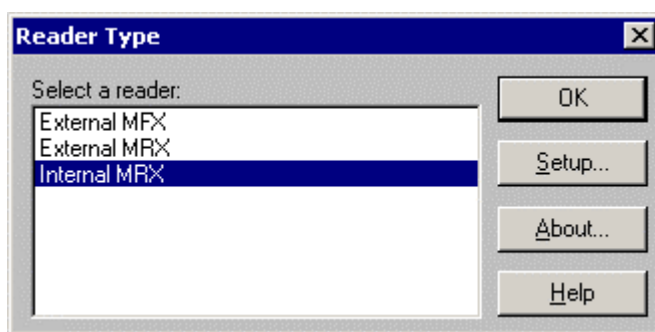 Reader Type
Select a reader:
External MFX
External MRX
Internal MRX
OK
Setup...
About...
Help